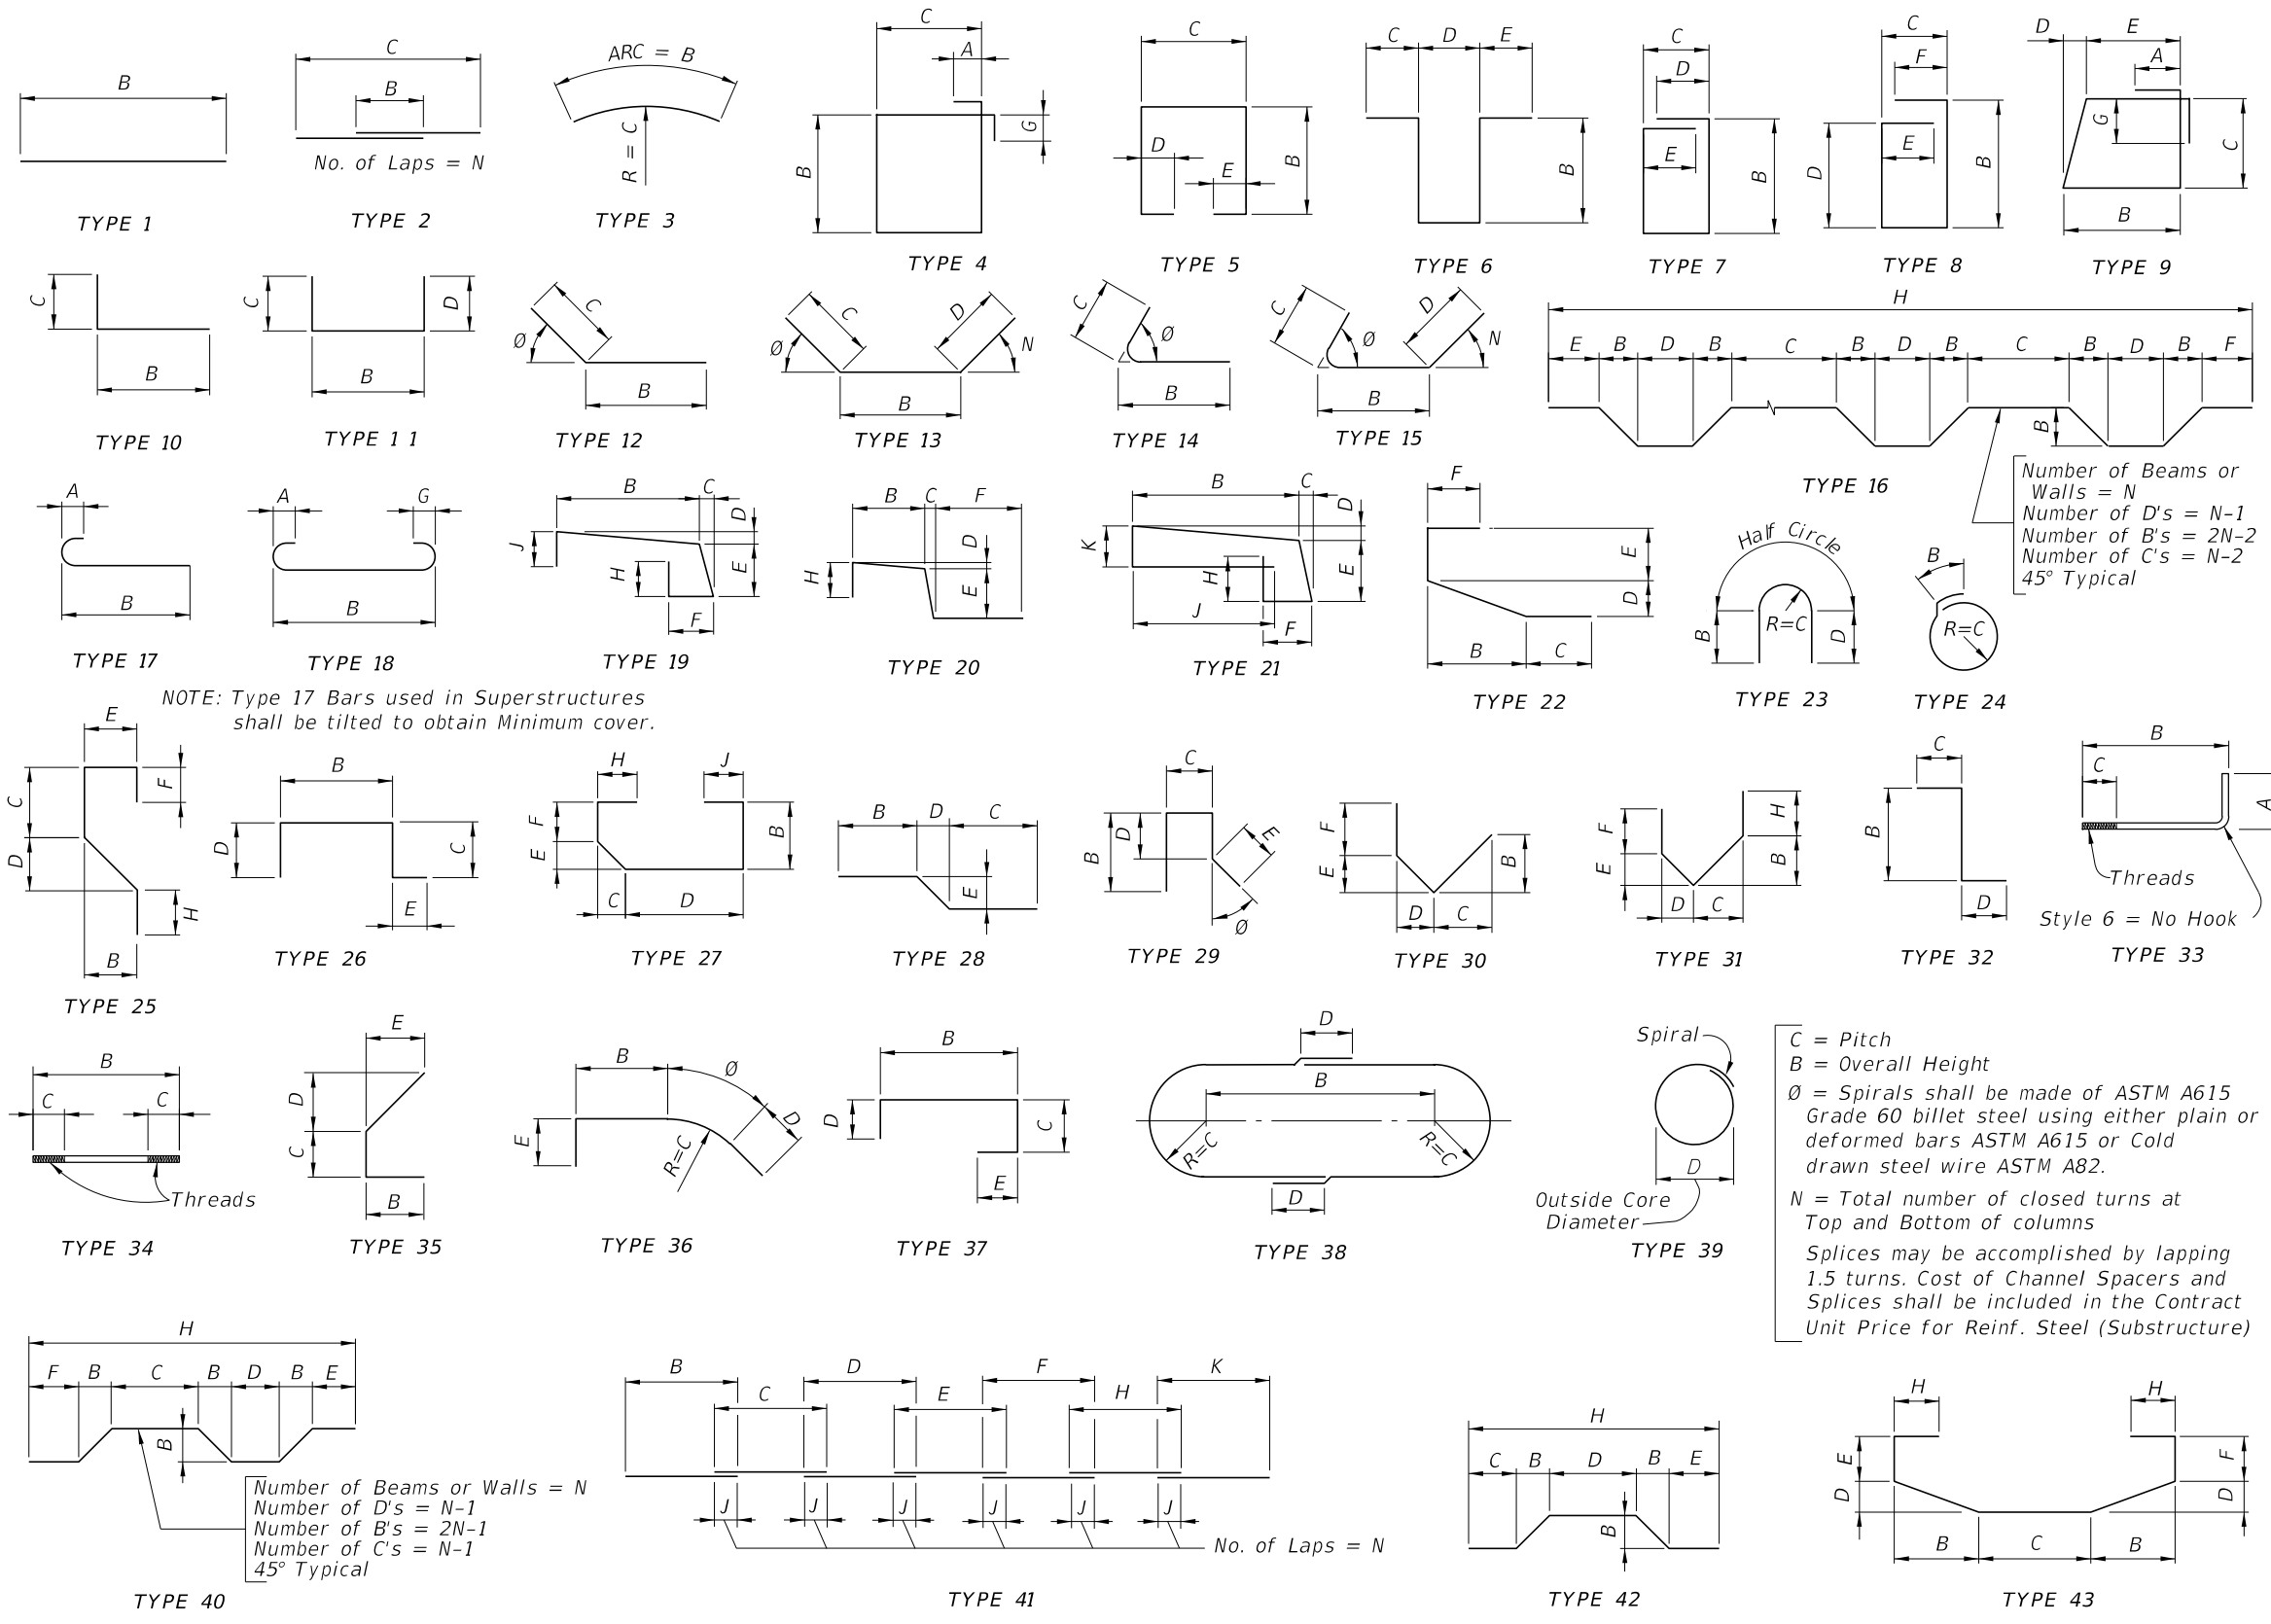 C
B
No. of Laps = N
B
TYPE 1
TYPE 2
ARC = B
R = C
TYPE 3
C
A
G
B
TYPE 4
C
D
E
B
TYPE 5
C D E
B
TYPE 6
C
D
E
B
TYPE 7
C
F
D
E
B
TYPE 8
D E
A
G
C
B
TYPE 9
C
B
TYPE 10
C
D
B
TYPE 11
C
Ø
B
TYPE 12
C
D
Ø
N
B
TYPE 13
C
Ø
B
TYPE 14
C
D
Ø
N
B
TYPE 15
H
E B D B C B D B C B D B F
B
TYPE 16
Number of Beams or
Walls = N
Number of D's = N-1
Number of B's = 2N-2
Number of C's = N-2
45° Typical
A
B
TYPE 17
A
G
B
TYPE 18
NOTE: Type 17 Bars used in Superstructures
shall be tilted to obtain Minimum cover.
B C
D
J
H
E
F
TYPE 19
B C F
D
H
E
TYPE 20
B C
D
K
H
E
J
F
TYPE 21
F
E
D
B C
TYPE 22
Half Circle
R=C
B
D
TYPE 23
B
R=C
TYPE 24
E
C
F
D
H
B
TYPE 25
B
D
C
E
TYPE 26
H
J
F
B
E
C
D
TYPE 27
B D C
E
TYPE 28
C
B
D
E
Ø
TYPE 29
F
E
B
D C
TYPE 30
F
H
E
B
D C
TYPE 31
C
B
D
TYPE 32
B
C
A
Threads
Style 6 = No Hook
TYPE 33
B
C
C
Threads
TYPE 34
E
D
C
B
TYPE 35
B
Ø
D
E
R=C
TYPE 36
B
D
C
E
TYPE 37
D
B
R=C
R=C
D
TYPE 38
Spiral
D
Outside Core
Diameter
TYPE 39
C = Pitch
B = Overall Height
Ø = Spirals shall be made of ASTM A615
Grade 60 billet steel using either plain or
deformed bars ASTM A615 or Cold
drawn steel wire ASTM A82.
N = Total number of closed turns at
Top and Bottom of columns
Splices may be accomplished by lapping
1.5 turns. Cost of Channel Spacers and
Splices shall be included in the Contract
Unit Price for Reinf. Steel (Substructure)
H
F B C B D B E
B
Number of Beams or Walls = N
Number of D's = N-1
Number of B's = 2N-1
Number of C's = N-1
45° Typical
TYPE 40
B D F K
C E H
J J J J J J
No. of Laps = N
TYPE 41
H
C B D B E
B
TYPE 42
H
H
E
F
D
D
B C B
TYPE 43